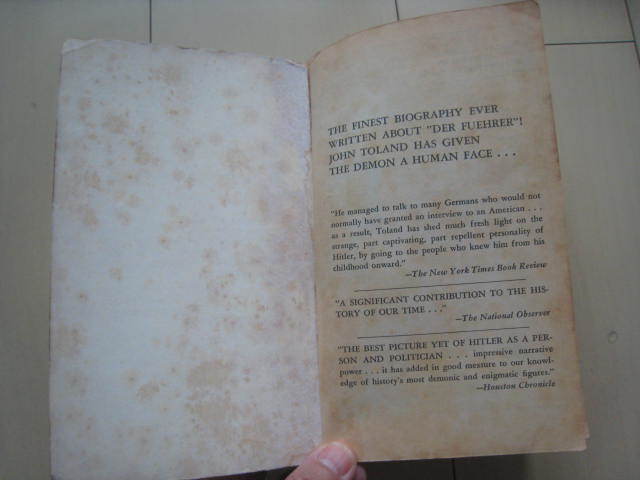 THE FINEST BIOGRAPHY EVER
WRITTEN ABOUT "DER FUEHRER"!
JOHN TOLAND HAS GIVEN
THE DEMON A HUMAN FACE . . .
"He managed to talk to many Germans who would not
normally have granted an interview to an American . . .
as a result, Toland has shed much fresh light on the
strange, part captivating, part repellent personality of
Hitler, by going to the people who knew him from his
childhood onward."
—The New York Times Book Review
"A SIGNIFICANT CONTRIBUTION TO THE HIS-
TORY OF OUR TIME . . ."
—The National Observer
"THE BEST PICTURE YET OF HITLER AS A PER-
SON AND POLITICIAN . . . impressive narrative
power . . . it has added in good measure to our knowl-
edge of history's most demonic and enigmatic figures."
—Houston Chronicle